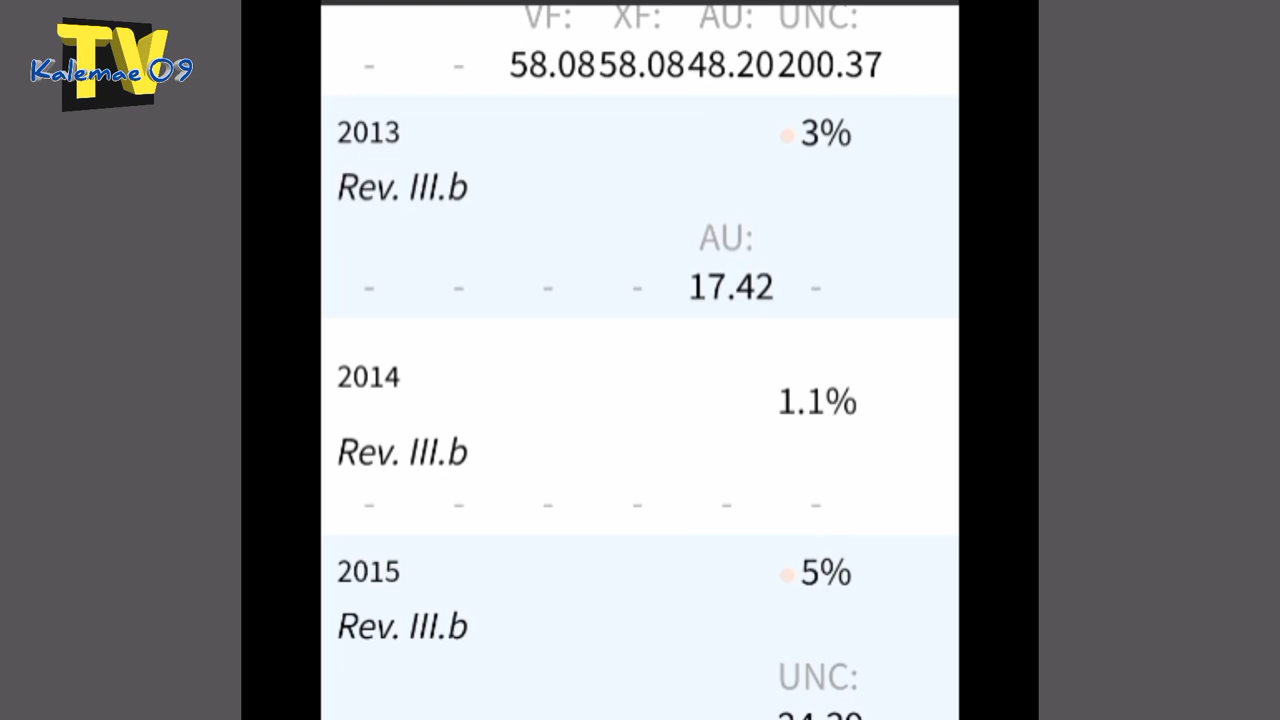 TV
Kalemae 09
VF: XF: AU: UNC:
- - 58.08 58.08 48.20 200.37
2013 3%
Rev. III.b
AU:
- - - - 17.42 -
2014 1.1%
Rev. III.b
- - - - - -
2015 5%
Rev. III.b
UNC: